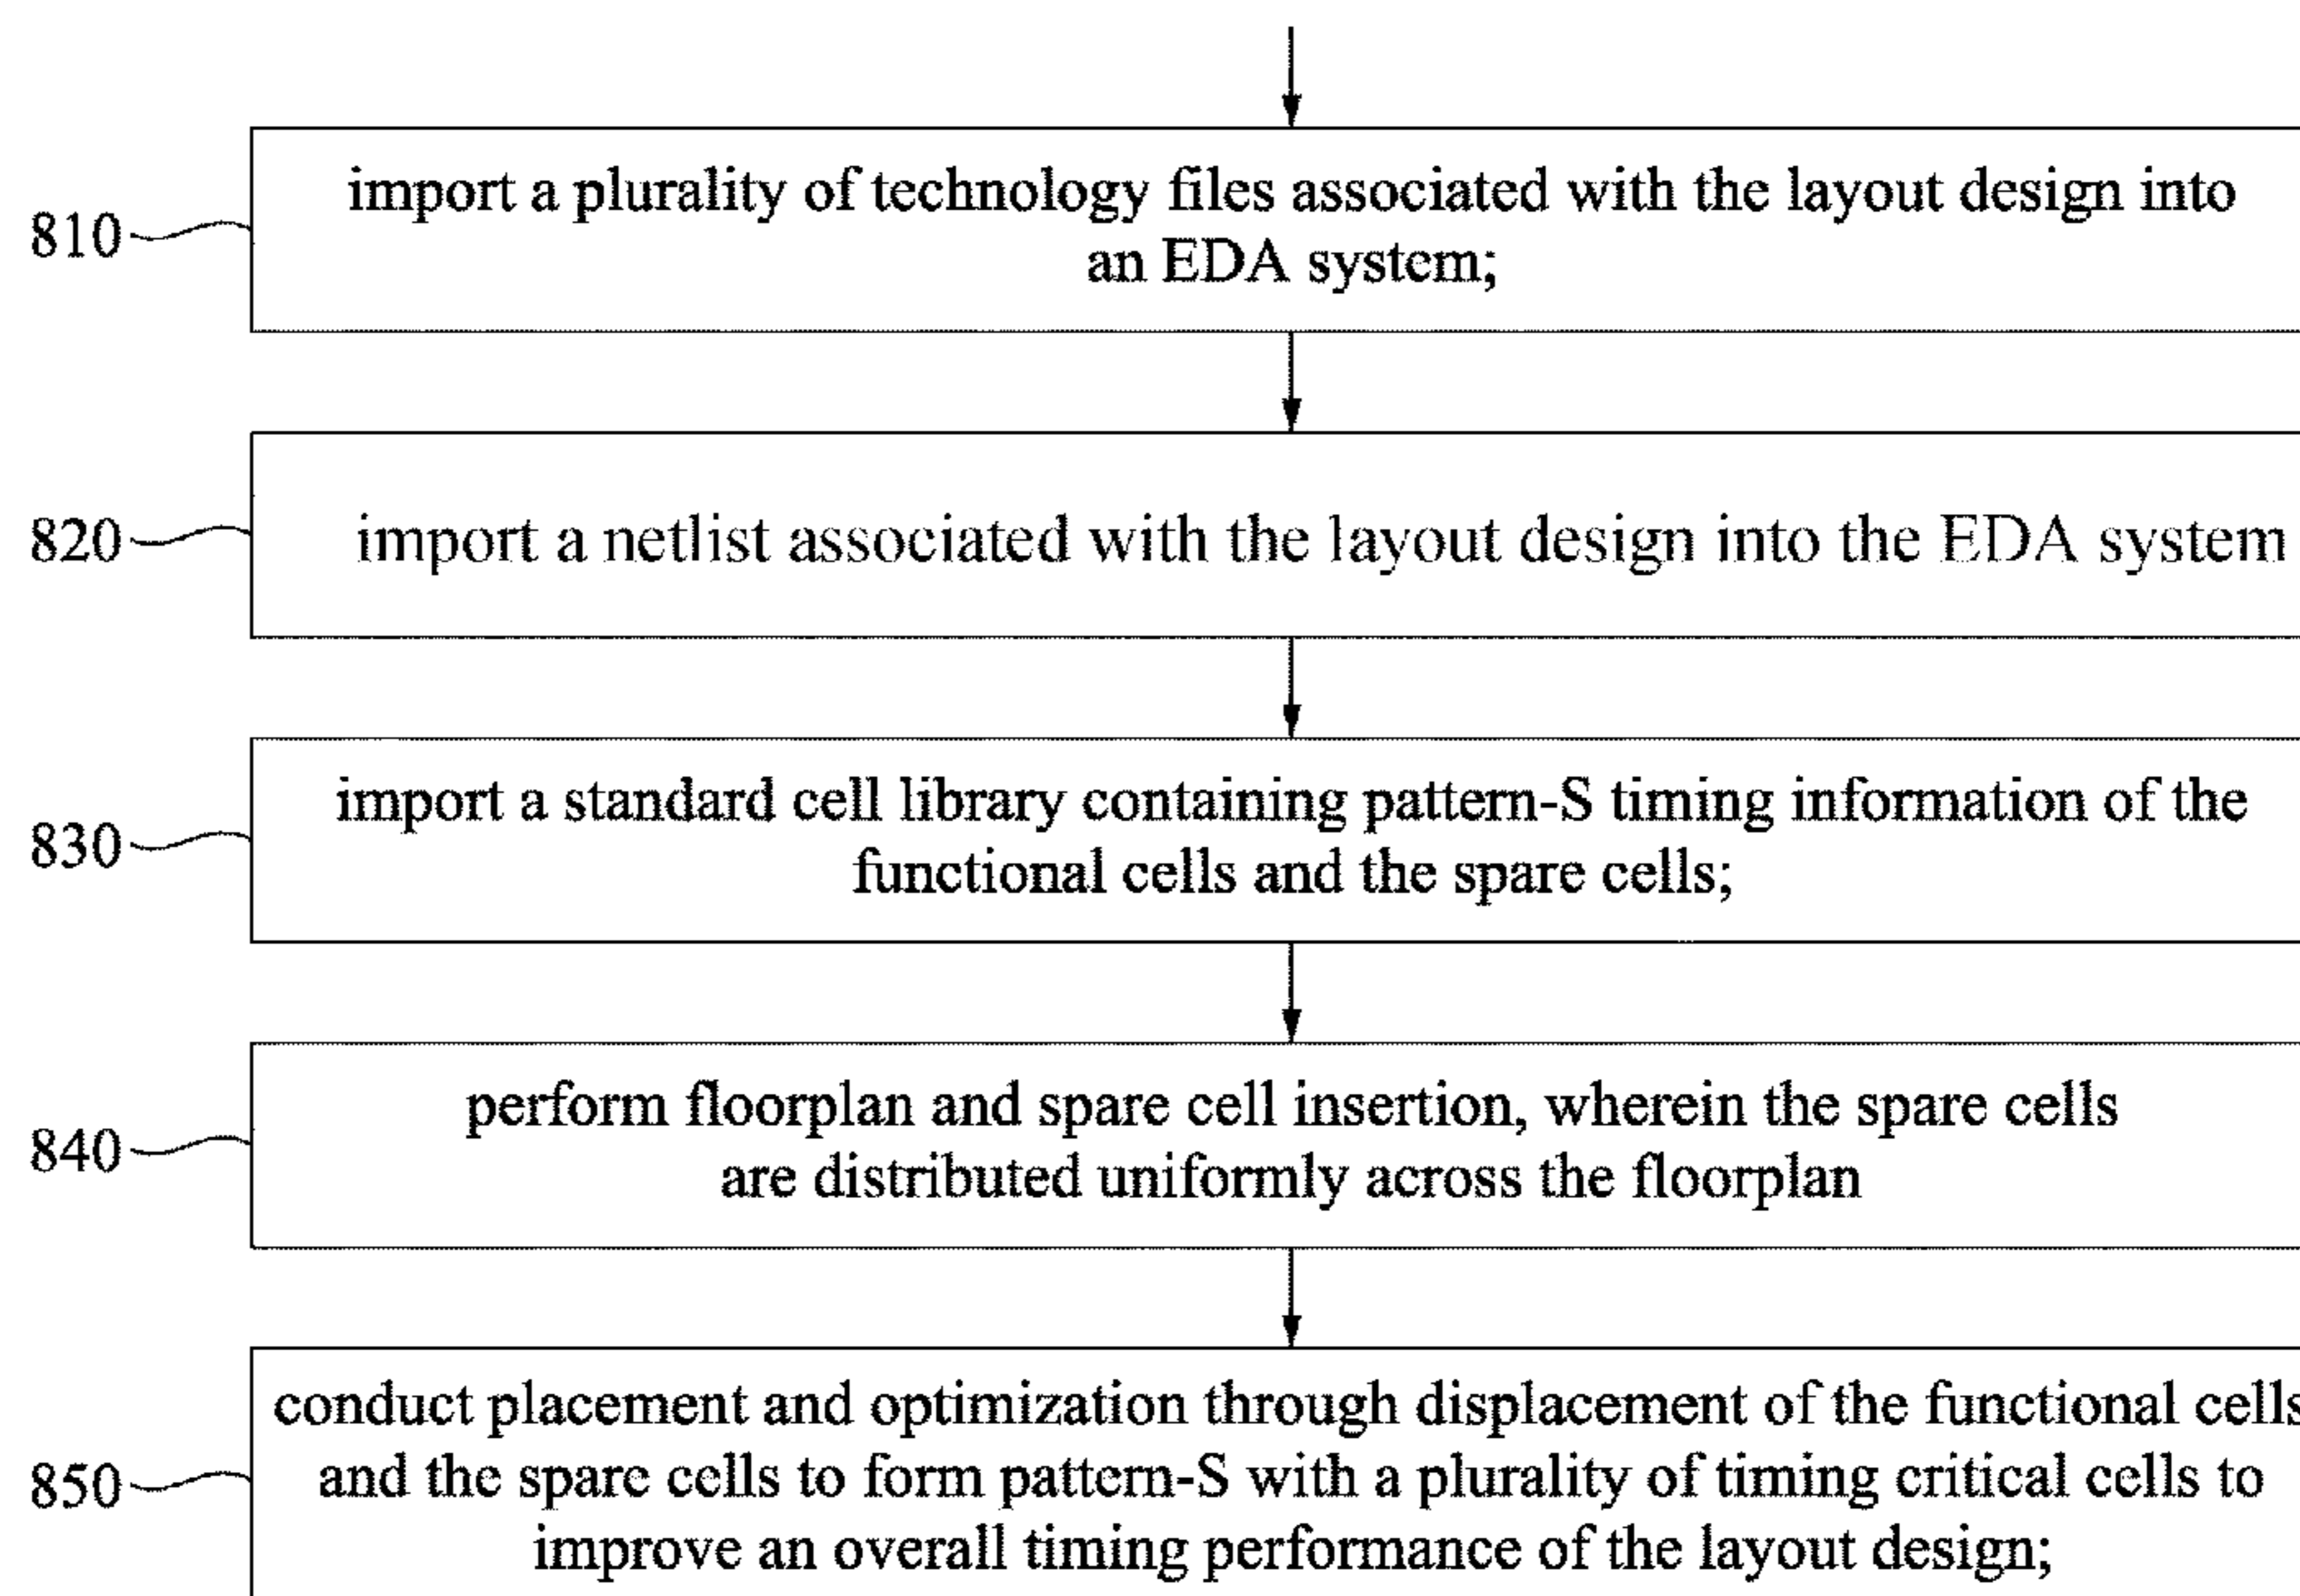 import a plurality of technology files associated with the layout design into
810
an EDA system;
820 import a netlist associated with the layout design into the EDA system
import a standard cell library containing pattern-S timing information of the
830
functional cells and the spare cells;
perform floorplan and spare cell insertion, wherein the spare cells
840
are distributed uniformly across the floorplan
conduct placement and optimization through displacement of the functional cells
850 and the spare cells to form pattern-S with a plurality of timing critical cells to
improve an overall timing performance of the layout design;